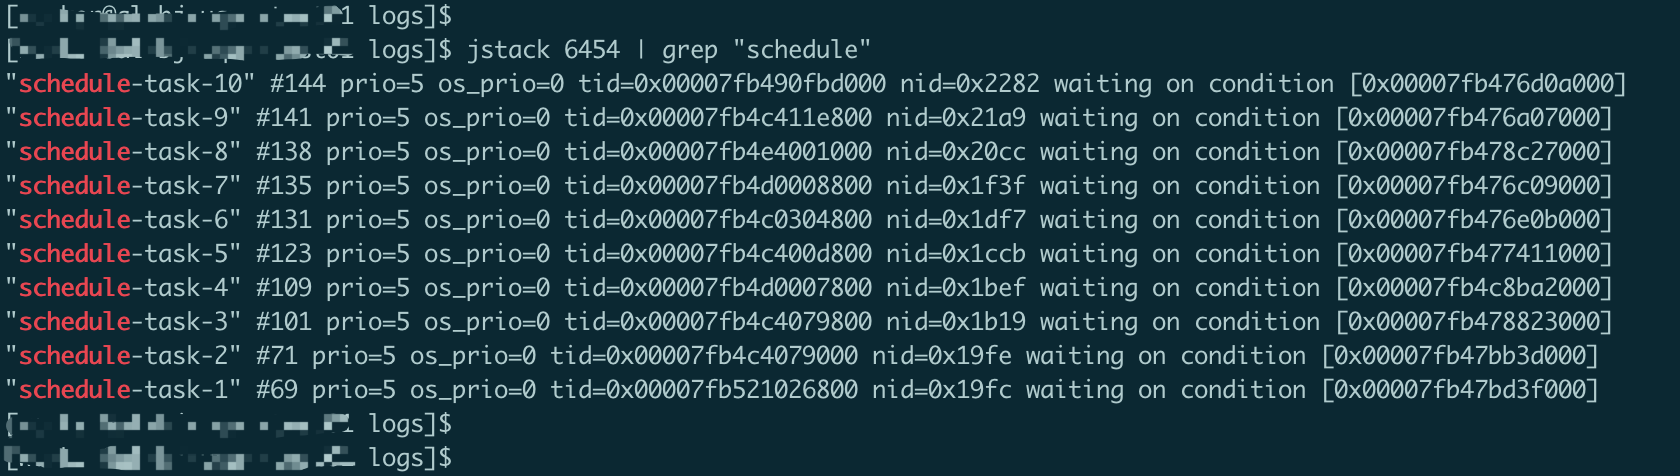 1 logs]$
logs]$ jstack 6454 | grep "schedule"
"schedule-task-10" #144 prio=5 os_prio=0 tid=0x00007fb490fbd000 nid=0x2282 waiting on condition [0x00007fb476d0a000]
"schedule-task-9" #141 prio=5 os_prio=0 tid=0x00007fb4c411e800 nid=0x21a9 waiting on condition [0x00007fb476a07000]
"schedule-task-8" #138 prio=5 os_prio=0 tid=0x00007fb4e4001000 nid=0x20cc waiting on condition [0x00007fb478c27000]
"schedule-task-7" #135 prio=5 os_prio=0 tid=0x00007fb4d0008800 nid=0x1f3f waiting on condition [0x00007fb476c09000]
"schedule-task-6" #131 prio=5 os_prio=0 tid=0x00007fb4c0304800 nid=0x1df7 waiting on condition [0x00007fb476e0b000]
"schedule-task-5" #123 prio=5 os_prio=0 tid=0x00007fb4c400d800 nid=0x1ccb waiting on condition [0x00007fb477411000]
"schedule-task-4" #109 prio=5 os_prio=0 tid=0x00007fb4d0007800 nid=0x1bef waiting on condition [0x00007fb4c8ba2000]
"schedule-task-3" #101 prio=5 os_prio=0 tid=0x00007fb4c4079800 nid=0x1b19 waiting on condition [0x00007fb478823000]
"schedule-task-2" #71 prio=5 os_prio=0 tid=0x00007fb4c4079000 nid=0x19fe waiting on condition [0x00007fb47bb3d000]
"schedule-task-1" #69 prio=5 os_prio=0 tid=0x00007fb521026800 nid=0x19fc waiting on condition [0x00007fb47bd3f000]
logs]$
logs]$